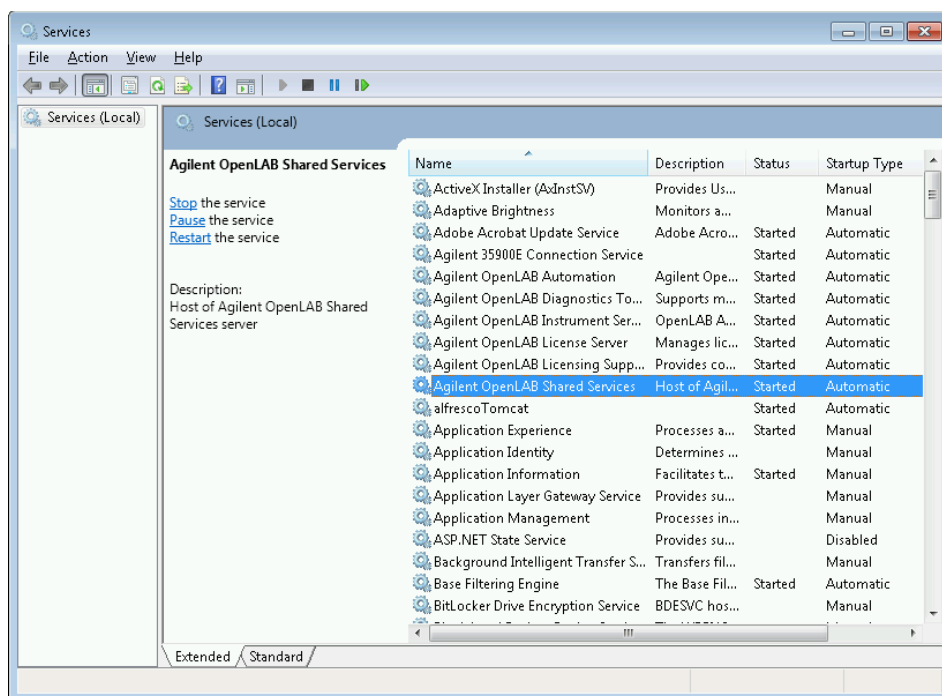 Services
File Action View Help
Services (Local)
Services (Local)
Agilent OpenLAB Shared Services
Stop the service
Pause the service
Restart the service
Description:
Host of Agilent OpenLAB Shared
Services server
Name Description Status Startup Type
ActiveX Installer (AxInstSV) Provides Us... Manual
Adaptive Brightness Monitors a... Manual
Adobe Acrobat Update Service Adobe Acro... Started Automatic
Agilent 35900E Connection Service Started Automatic
Agilent OpenLAB Automation Agilent Ope... Started Automatic
Agilent OpenLAB Diagnostics To... Supports m... Started Automatic
Agilent OpenLAB Instrument Ser... OpenLAB A... Started Automatic
Agilent OpenLAB License Server Manages lic... Started Automatic
Agilent OpenLAB Licensing Supp... Provides co... Started Automatic
Agilent OpenLAB Shared Services Host of Agil... Started Automatic
alfrescoTomcat Started Automatic
Application Experience Processes a... Started Manual
Application Identity Determines ... Manual
Application Information Facilitates t... Started Manual
Application Layer Gateway Service Provides su... Manual
Application Management Processes in... Manual
ASP.NET State Service Provides su... Disabled
Background Intelligent Transfer S... Transfers fil... Manual
Base Filtering Engine The Base Fil... Started Automatic
BitLocker Drive Encryption Service BDESVC hos... Manual
Extended Standard